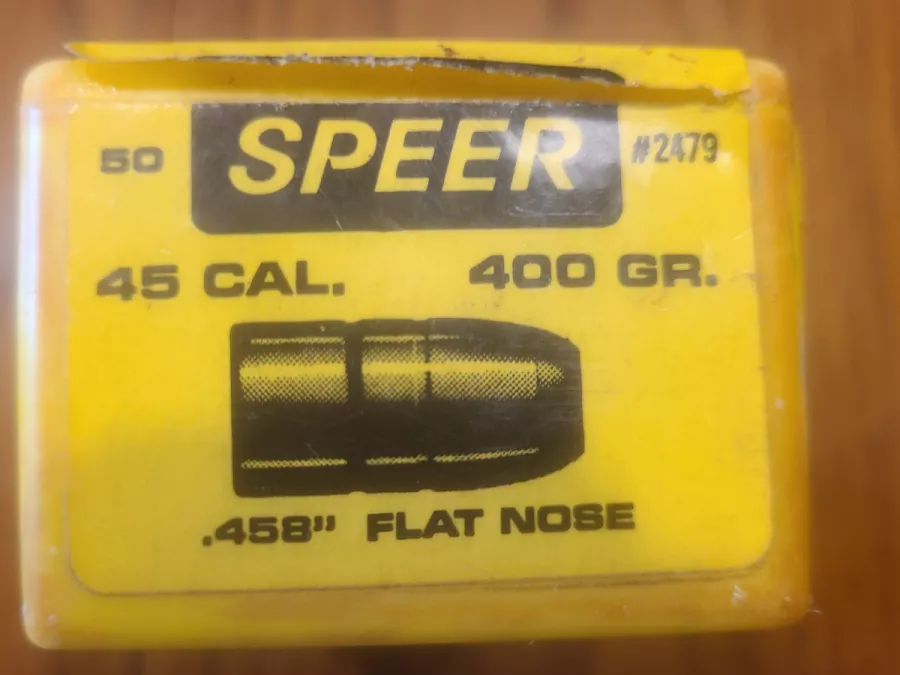 50 SPEER #2479
45 CAL. 400 GR.
.458" FLAT NOSE